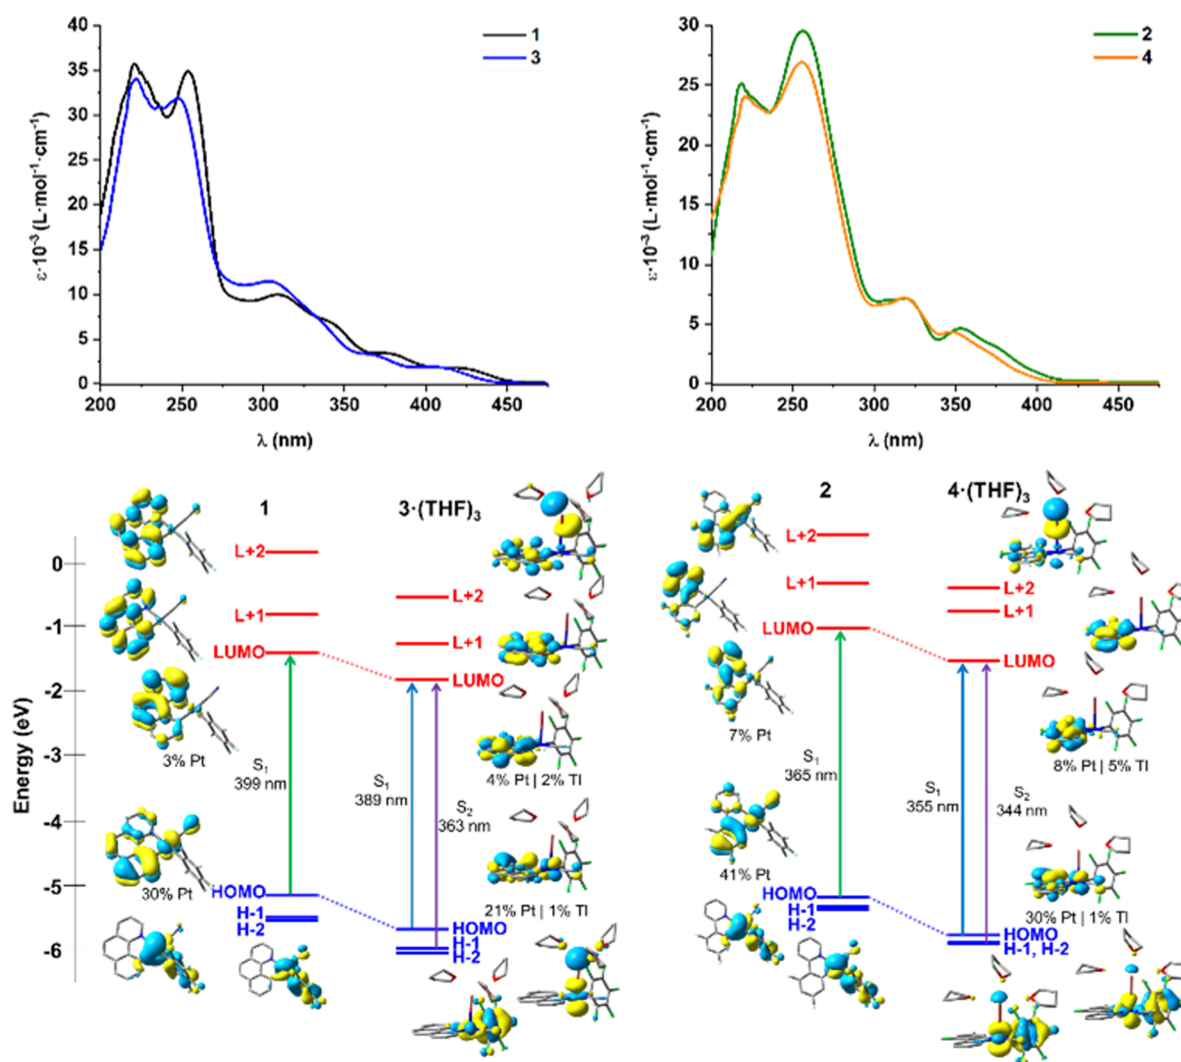 1
3
40
35
30
25
20
15
10
5
0
ε·10⁻³ (L·mol⁻¹·cm⁻¹)
200 250 300 350 400 450
λ (nm)
2
4
30
25
20
15
10
5
0
ε·10⁻³ (L·mol⁻¹·cm⁻¹)
200 250 300 350 400 450
λ (nm)
Energy (eV)
0
-1
-2
-3
-4
-5
-6
1
L+2
L+1
LUMO
3% Pt
S₁
399 nm
30% Pt
HOMO
H-1
H-2
3·(THF)₃
L+2
L+1
LUMO
4% Pt | 2% Tl
S₁
389 nm
S₂
363 nm
21% Pt | 1% Tl
HOMO
H-1
H-2
2
L+2
L+1
LUMO
7% Pt
S₁
365 nm
41% Pt
HOMO
H-1
H-2
4·(THF)₃
L+2
L+1
LUMO
8% Pt | 5% Tl
S₁
355 nm
S₂
344 nm
30% Pt | 1% Tl
HOMO
H-1, H-2